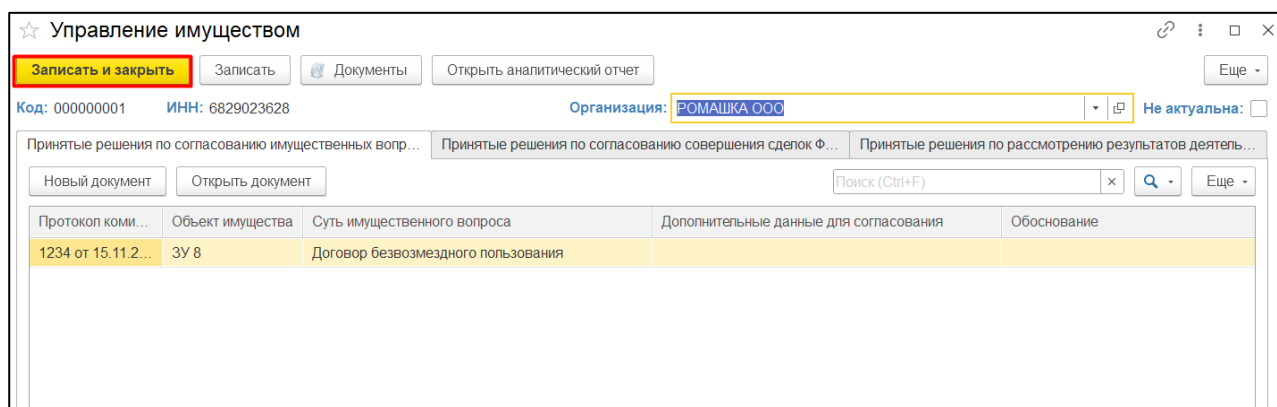 Управление имуществом
Записать и закрыть Записать Документы Открыть аналитический отчет Еще
Код: 000000001 ИНН: 6829023628 Организация: РОМАШКА ООО Не актуальна:
Принятые решения по согласованию имущественных вопр... Принятые решения по согласованию совершения сделок Ф... Принятые решения по рассмотрению результатов деятель...
Новый документ Открыть документ Поиск (Ctrl+F) Еще
Протокол коми... Объект имущества Суть имущественного вопроса Дополнительные данные для согласования Обоснование
1234 от 15.11.2... ЗУ 8 Договор безвозмездного пользования